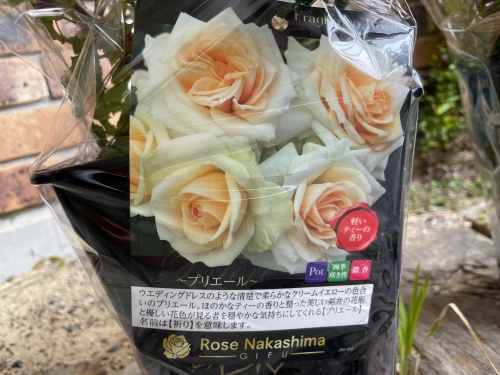 Fragrance
軽い
ティーの
香り
～プリエール～
Pot
四季
咲き性
微香
ウエディングドレスのような清楚で柔らかなクリームイエローの色合
いのプリエール。ほのかなティーの香りと整った美しい剣弁の花形
と優しい花色が見る者を穏やかな気持ちにしてくれる【プリエール】
名前は【祈り】を意味します。
Rose Nakashima
GIFU